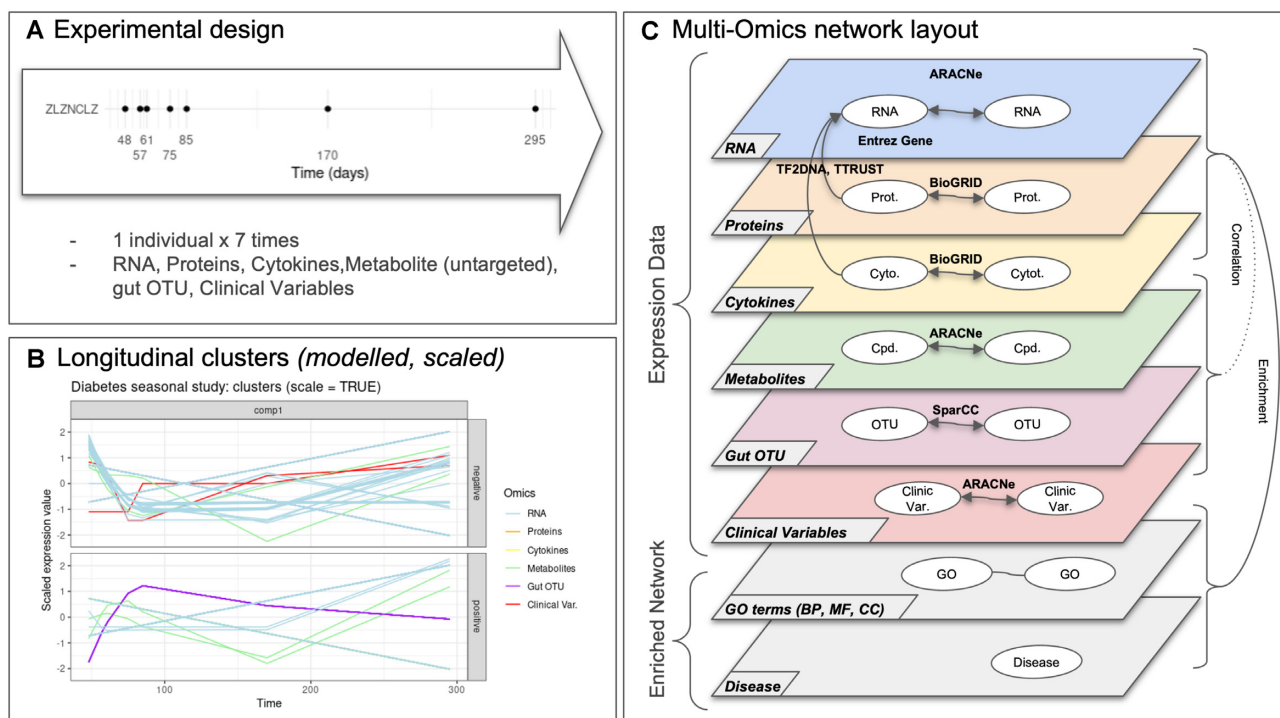 A Experimental design
ZLZNCLZ
48 61 85 295
57 75 170
Time (days)
- 1 individual x 7 times
- RNA, Proteins, Cytokines,Metabolite (untargeted),
gut OTU, Clinical Variables
B Longitudinal clusters (modelled, scaled)
Diabetes seasonal study: clusters (scale = TRUE)
comp1
2
1
0
-1
-2
negative
2
1
0
-1
-2
positive
Scaled expression value
100 200 300
Time
Omics
RNA
Proteins
Cytokines
Metabolites
Gut OTU
Clinical Var.
C Multi-Omics network layout
Expression Data
Enriched Network
ARACNe
RNA RNA
Entrez Gene
RNA
TF2DNA, TTRUST
BioGRID
Prot. Prot.
Proteins
BioGRID
Cyto. Cytot.
Cytokines
ARACNe
Cpd. Cpd.
Metabolites
SparCC
OTU OTU
Gut OTU
ARACNe
Clinic Clinic
Var. Var.
Clinical Variables
GO GO
GO terms (BP, MF, CC)
Disease
Disease
Correlation
Enrichment